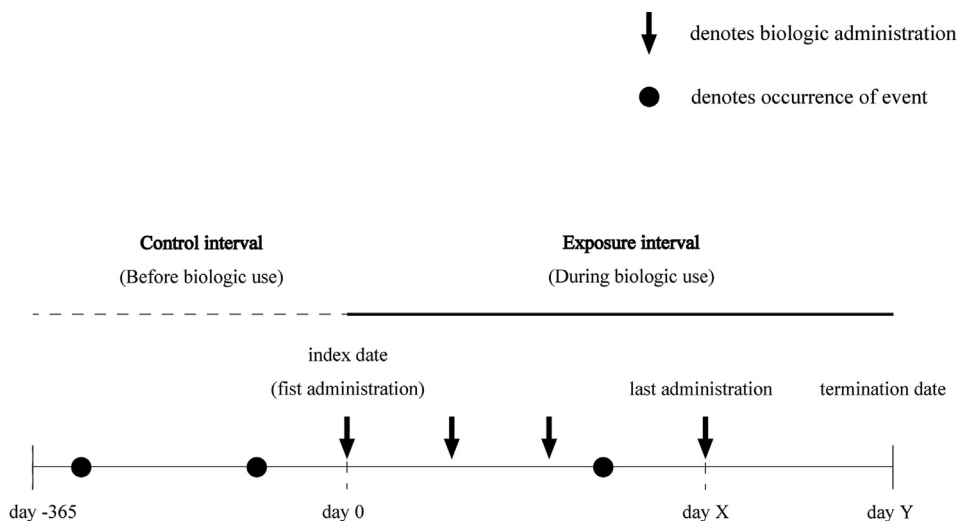 denotes biologic administration
denotes occurrence of event
Control interval
(Before biologic use)
Exposure interval
(During biologic use)
index date
(fist administration)
last administration
termination date
day -365
day 0
day X
day Y